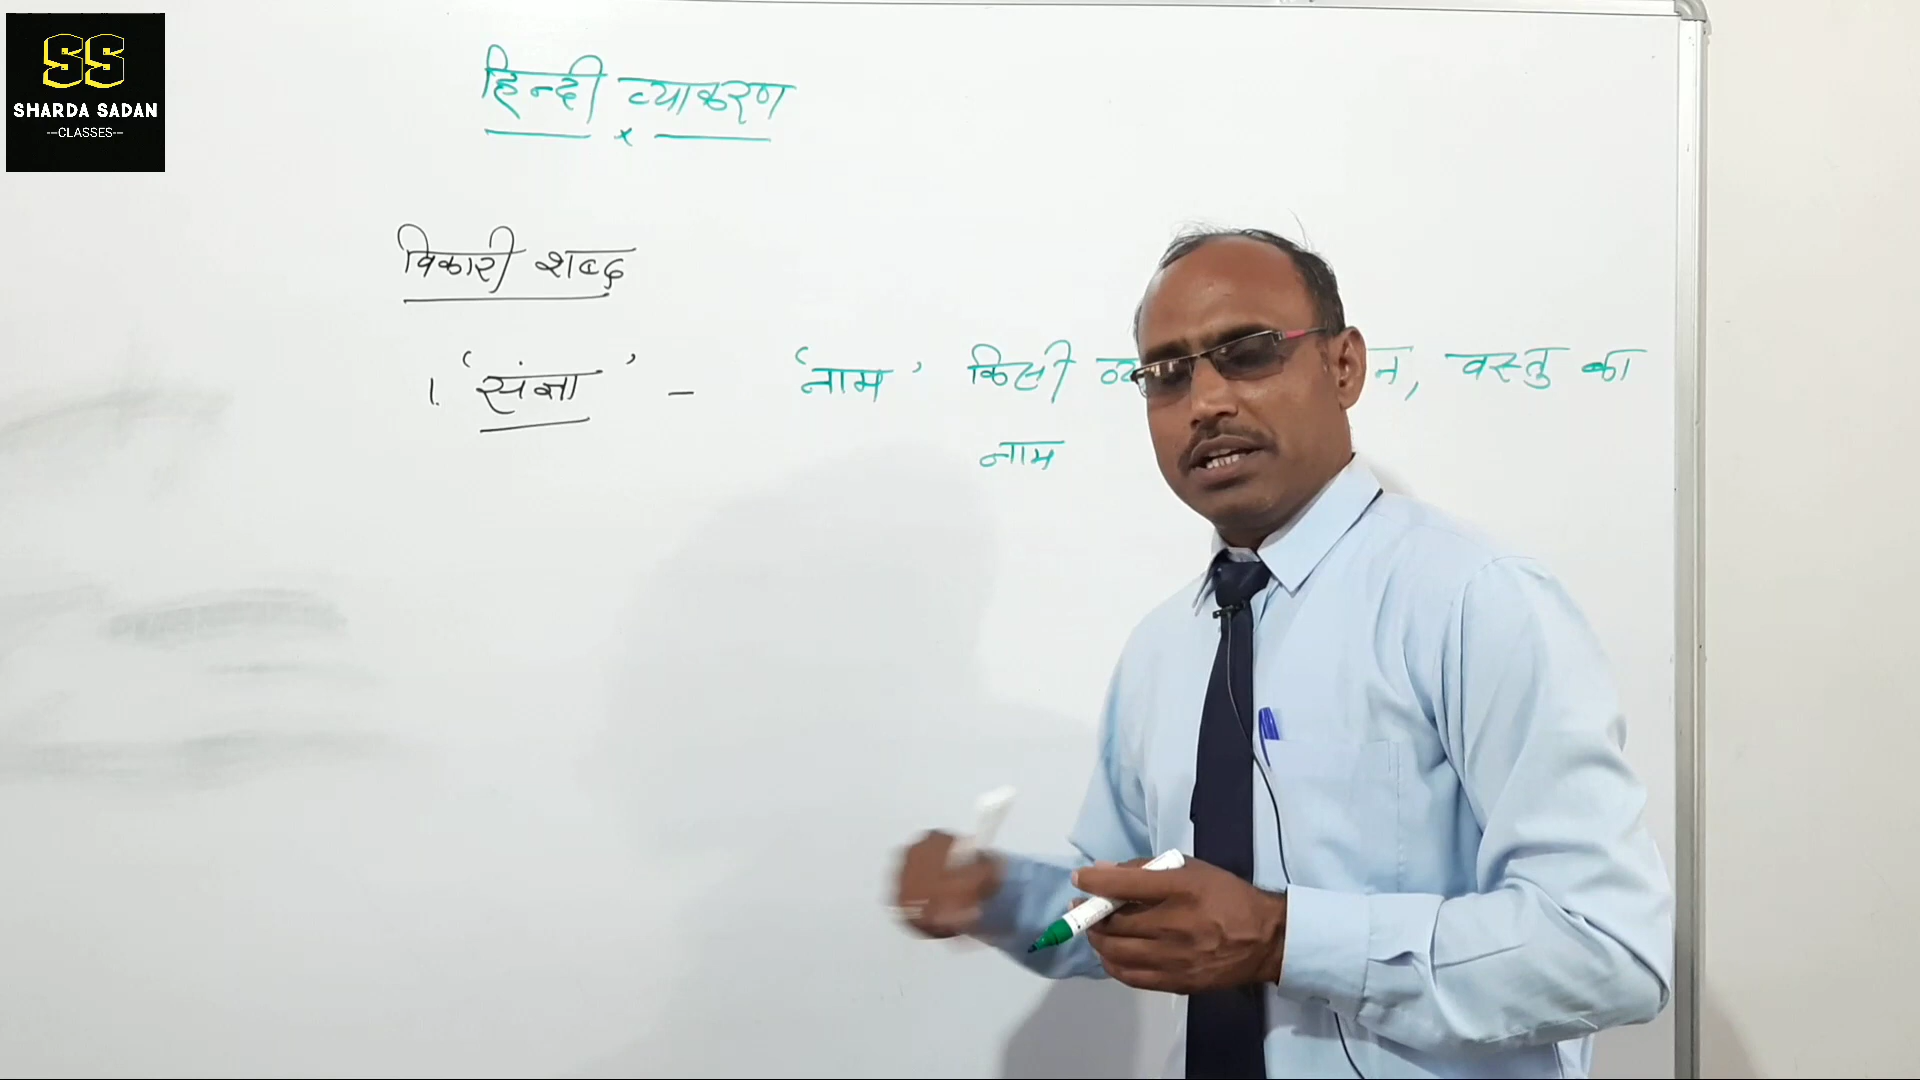 SS
SHARDA SADAN
--CLASSES--
हिन्दी व्याकरण
x
विकारी शब्द
1. 'संज्ञा' - 'नाम' किसी न, वस्तु का
नाम